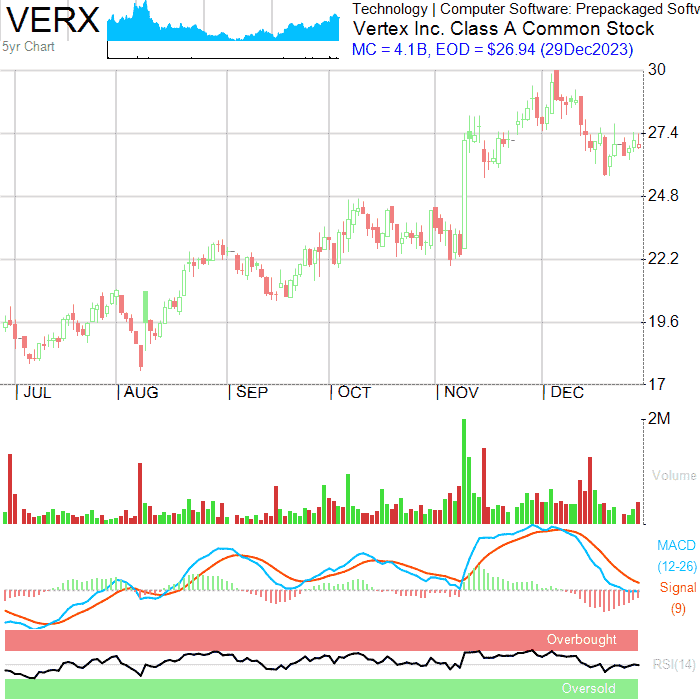 VERX
5yr Chart
Technology | Computer Software: Prepackaged Softw
Vertex Inc. Class A Common Stock
MC = 4.1B, EOD = $26.94 (29Dec2023)
30
27.4
24.8
22.2
19.6
17
JUL AUG SEP OCT NOV DEC
2M
Volume
MACD
(12-26)
Signal
(9)
Overbought
RSI(14)
Oversold